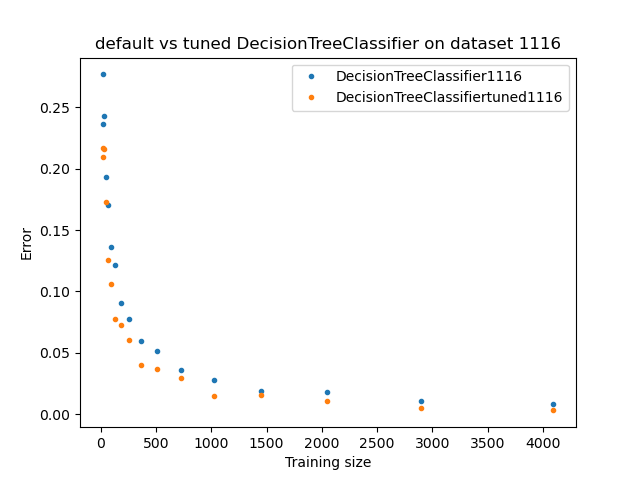 default vs tuned DecisionTreeClassifier on dataset 1116
DecisionTreeClassifier1116
DecisionTreeClassifiertuned1116
Error
0.25
0.20
0.15
0.10
0.05
0.00
0 500 1000 1500 2000 2500 3000 3500 4000
Training size